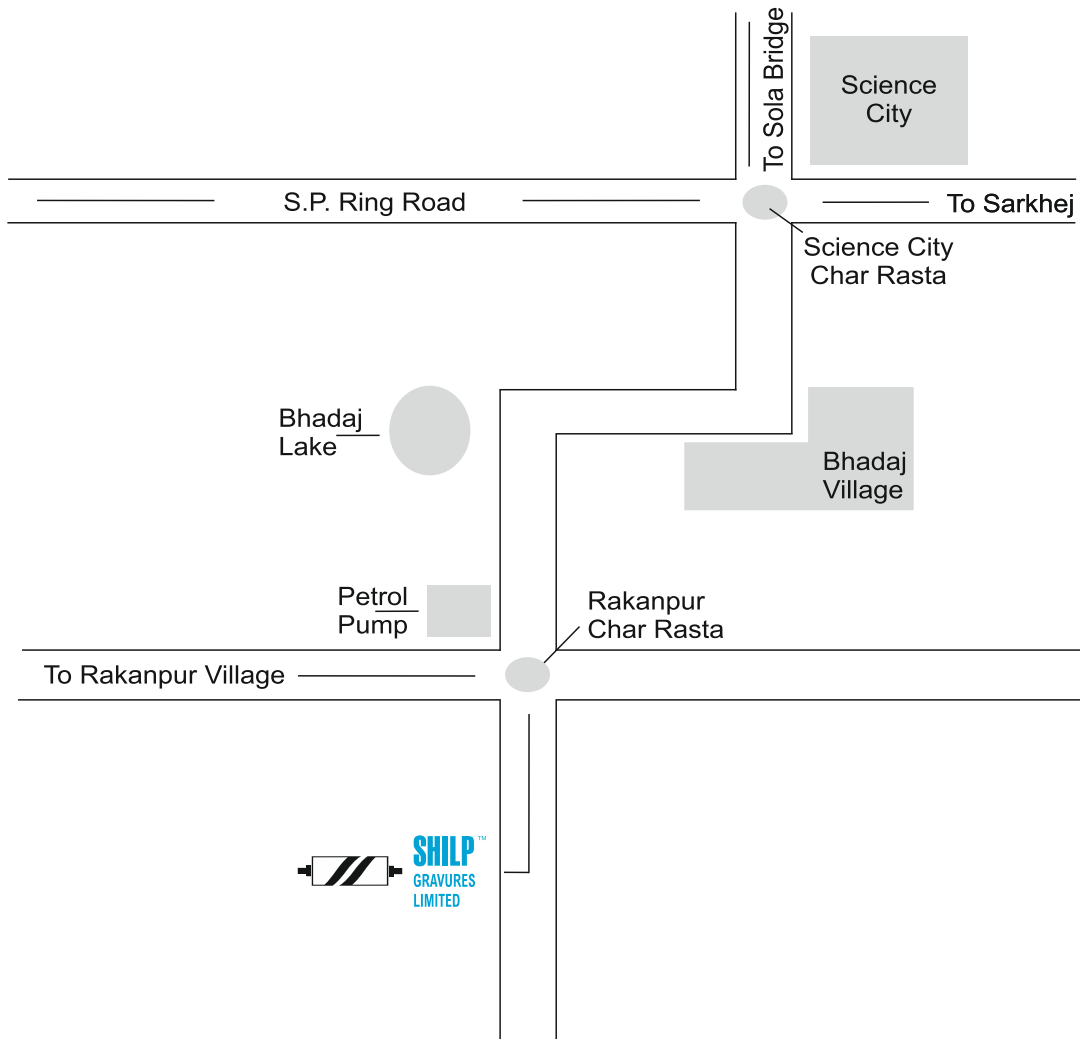 To Sola Bridge
Science
City
S.P. Ring Road
To Sarkhej
Science City
Char Rasta
Bhadaj
Lake
Bhadaj
Village
Petrol
Pump
Rakanpur
Char Rasta
To Rakanpur Village
SHILP™
GRAVURES
LIMITED